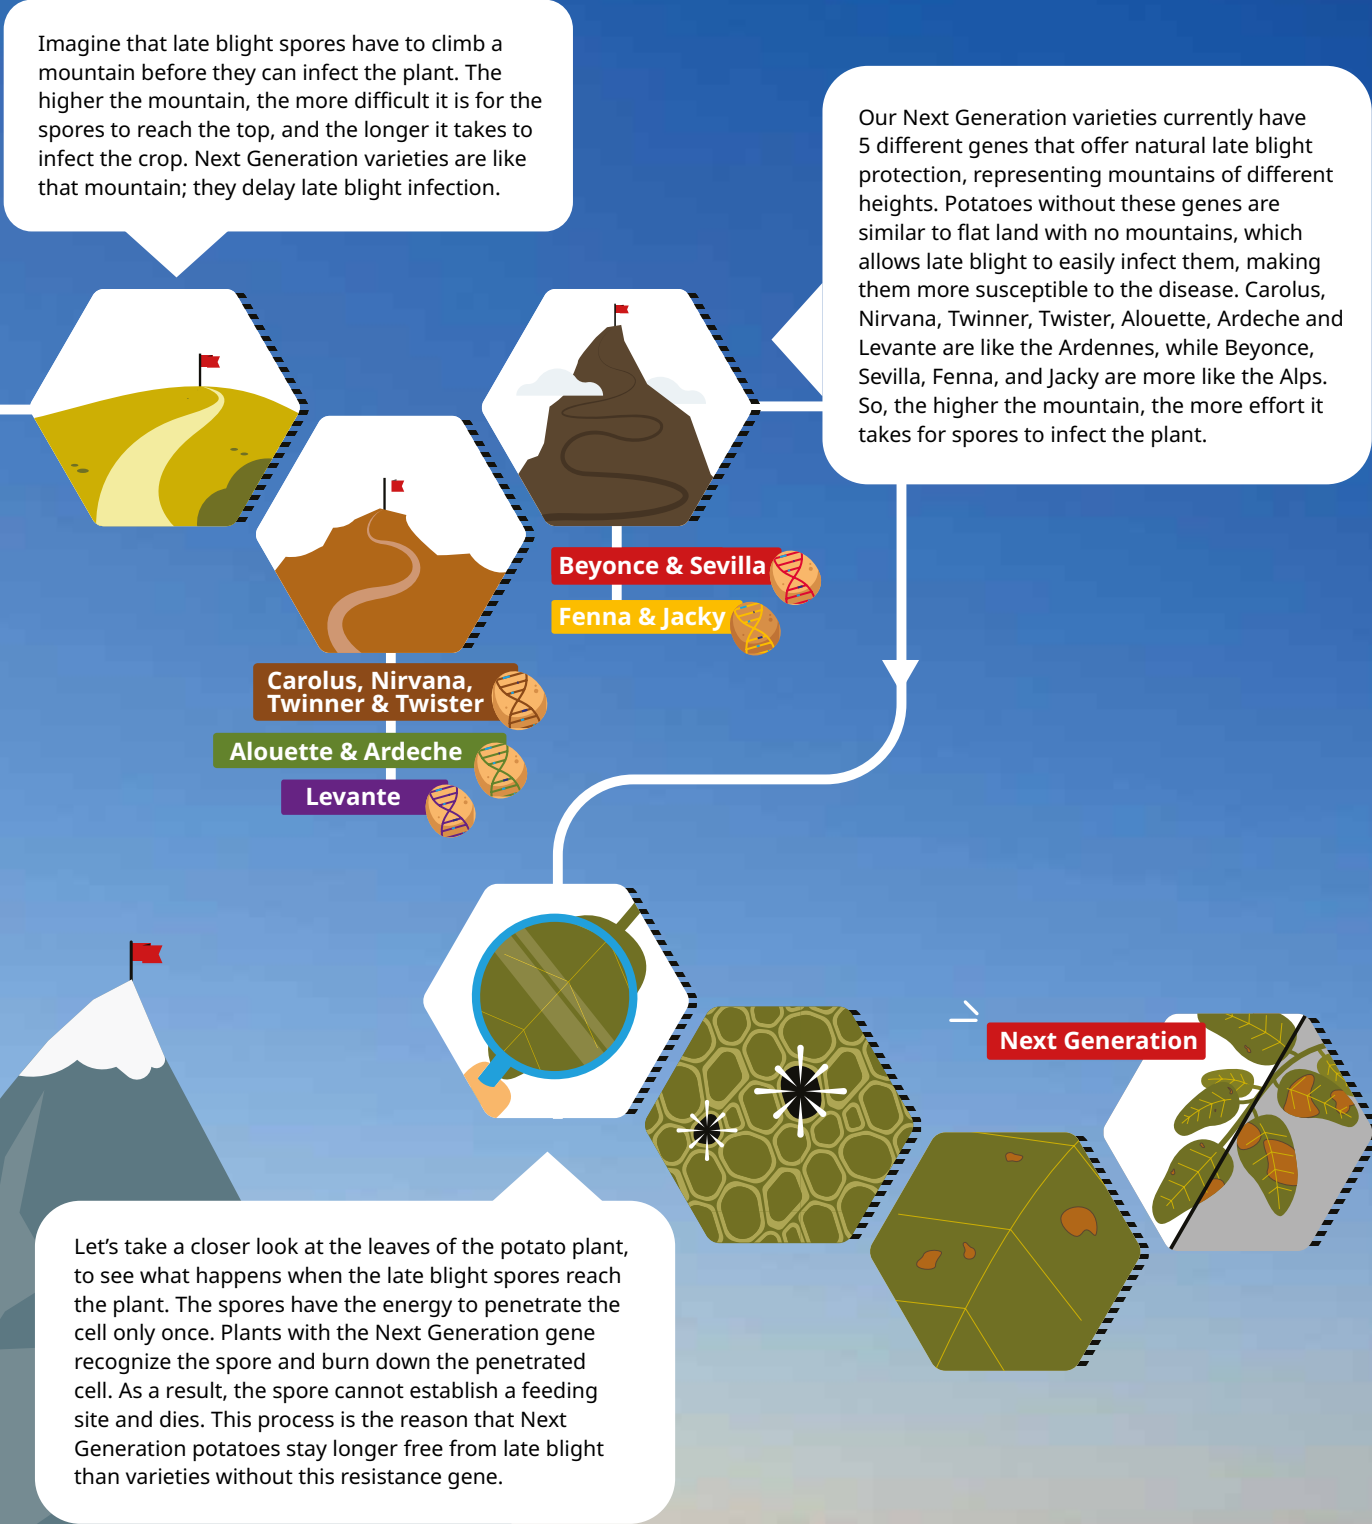 Imagine that late blight spores have to climb a
mountain before they can infect the plant. The
higher the mountain, the more difficult it is for the
spores to reach the top, and the longer it takes to
infect the crop. Next Generation varieties are like
that mountain; they delay late blight infection.
Our Next Generation varieties currently have
5 different genes that offer natural late blight
protection, representing mountains of different
heights. Potatoes without these genes are
similar to flat land with no mountains, which
allows late blight to easily infect them, making
them more susceptible to the disease. Carolus,
Nirvana, Twinner, Twister, Alouette, Ardeche and
Levante are like the Ardennes, while Beyonce,
Sevilla, Fenna, and Jacky are more like the Alps.
So, the higher the mountain, the more effort it
takes for spores to infect the plant.
Beyonce & Sevilla
Fenna & Jacky
Carolus, Nirvana,
Twinner & Twister
Alouette & Ardeche
Levante
Next Generation
Let’s take a closer look at the leaves of the potato plant,
to see what happens when the late blight spores reach
the plant. The spores have the energy to penetrate the
cell only once. Plants with the Next Generation gene
recognize the spore and burn down the penetrated
cell. As a result, the spore cannot establish a feeding
site and dies. This process is the reason that Next
Generation potatoes stay longer free from late blight
than varieties without this resistance gene.